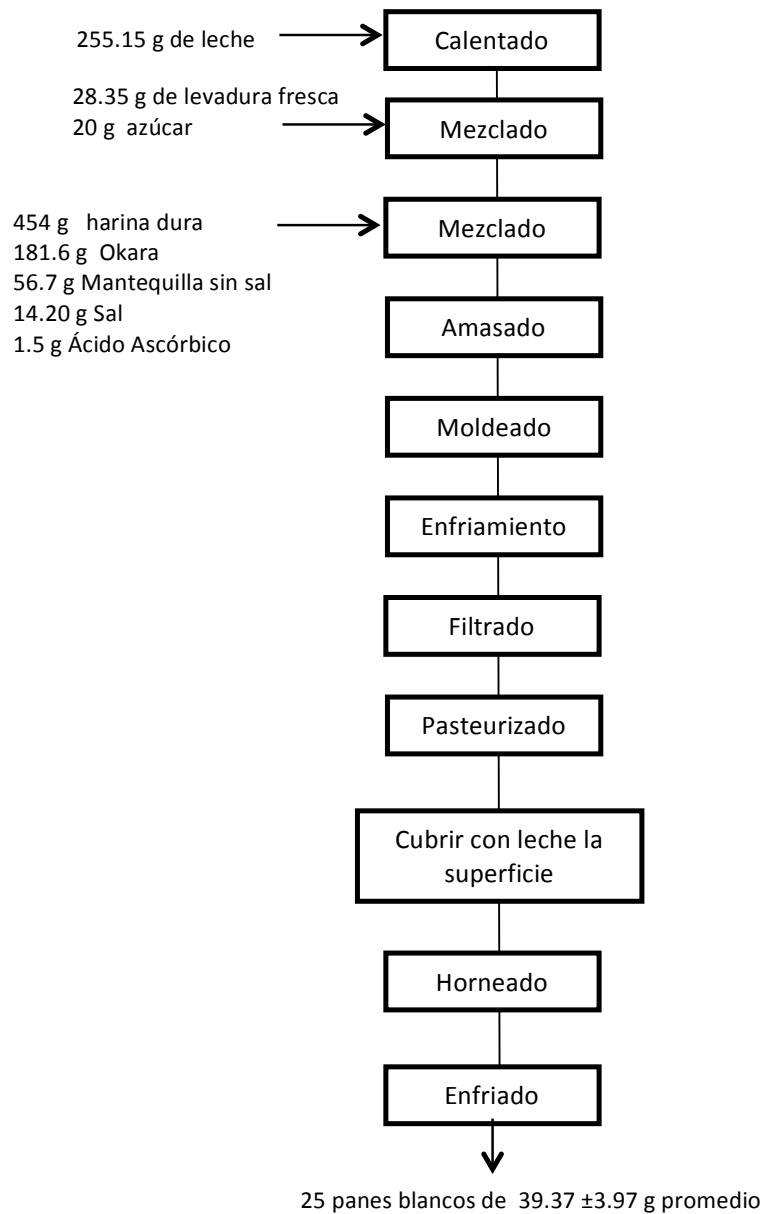 255.15 g de leche
Calentado
28.35 g de levadura fresca
20 g azúcar
Mezclado
454 g harina dura
181.6 g Okara
56.7 g Mantequilla sin sal
14.20 g Sal
1.5 g Ácido Ascórbico
Mezclado
Amasado
Moldeado
Enfriamiento
Filtrado
Pasteurizado
Cubrir con leche la
superficie
Horneado
Enfriado
25 panes blancos de 39.37 ±3.97 g promedio